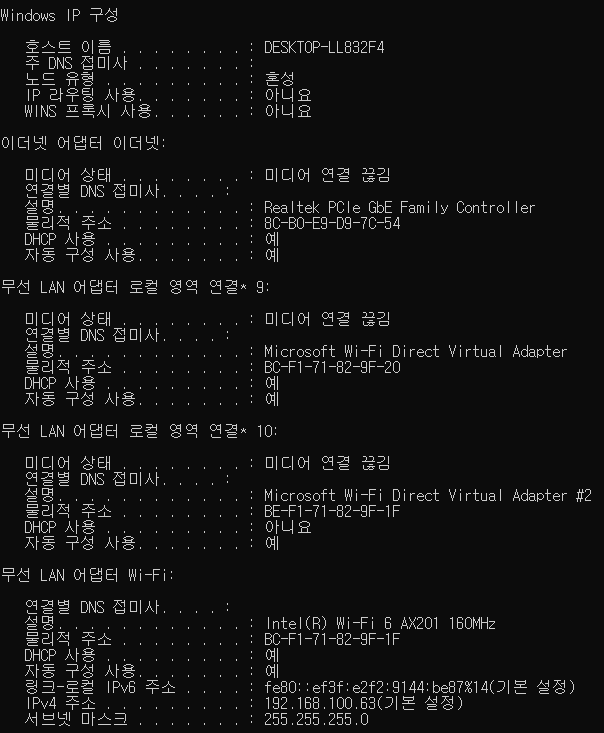 Windows IP 구성
호스트 이름 . . . . . . . . : DESKTOP-LL832F4
주 DNS 접미사 . . . . . . . :
노드 유형 . . . . . . . . . : 혼성
IP 라우팅 사용. . . . . . . : 아니요
WINS 프록시 사용. . . . . . : 아니요
이더넷 어댑터 이더넷:
미디어 상태 . . . . . . . . : 미디어 연결 끊김
연결별 DNS 접미사. . . . :
설명. . . . . . . . . . . . : Realtek PCIe GbE Family Controller
물리적 주소 . . . . . . . . : 8C-B0-E9-D9-7C-54
DHCP 사용 . . . . . . . . . : 예
자동 구성 사용. . . . . . . : 예
무선 LAN 어댑터 로컬 영역 연결* 9:
미디어 상태 . . . . . . . . : 미디어 연결 끊김
연결별 DNS 접미사. . . . :
설명. . . . . . . . . . . . : Microsoft Wi-Fi Direct Virtual Adapter
물리적 주소 . . . . . . . . : BC-F1-71-82-9F-20
DHCP 사용 . . . . . . . . . : 예
자동 구성 사용. . . . . . . : 예
무선 LAN 어댑터 로컬 영역 연결* 10:
미디어 상태 . . . . . . . . : 미디어 연결 끊김
연결별 DNS 접미사. . . . :
설명. . . . . . . . . . . . : Microsoft Wi-Fi Direct Virtual Adapter #2
물리적 주소 . . . . . . . . : BE-F1-71-82-9F-1F
DHCP 사용 . . . . . . . . . : 아니요
자동 구성 사용. . . . . . . : 예
무선 LAN 어댑터 Wi-Fi:
연결별 DNS 접미사. . . . :
설명. . . . . . . . . . . . : Intel(R) Wi-Fi 6 AX201 160MHz
물리적 주소 . . . . . . . . : BC-F1-71-82-9F-1F
DHCP 사용 . . . . . . . . . : 예
자동 구성 사용. . . . . . . : 예
링크-로컬 IPv6 주소 . . . . : fe80::ef3f:e2f2:9144:be87%14(기본 설정)
IPv4 주소 . . . . . . . . . : 192.168.100.63(기본 설정)
서브넷 마스크 . . . . . . . : 255.255.255.0